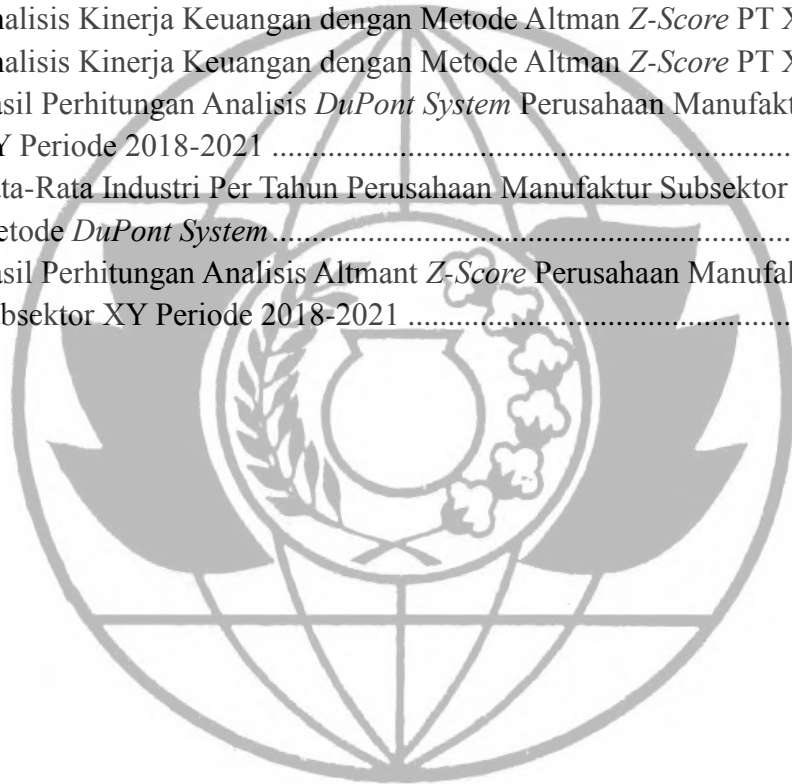 nalisis Kinerja Keuangan dengan Metode Altman Z-Score PT X
nalisis Kinerja Keuangan dengan Metode Altman Z-Score PT X
asil Perhitungan Analisis DuPont System Perusahaan Manufakt
Y Periode 2018-2021 ....................................................................................
ata-Rata Industri Per Tahun Perusahaan Manufaktur Subsektor
etode DuPont System....................................................................................
asil Perhitungan Analisis Altmant Z-Score Perusahaan Manufak
ubsektor XY Periode 2018-2021 ..............................................................